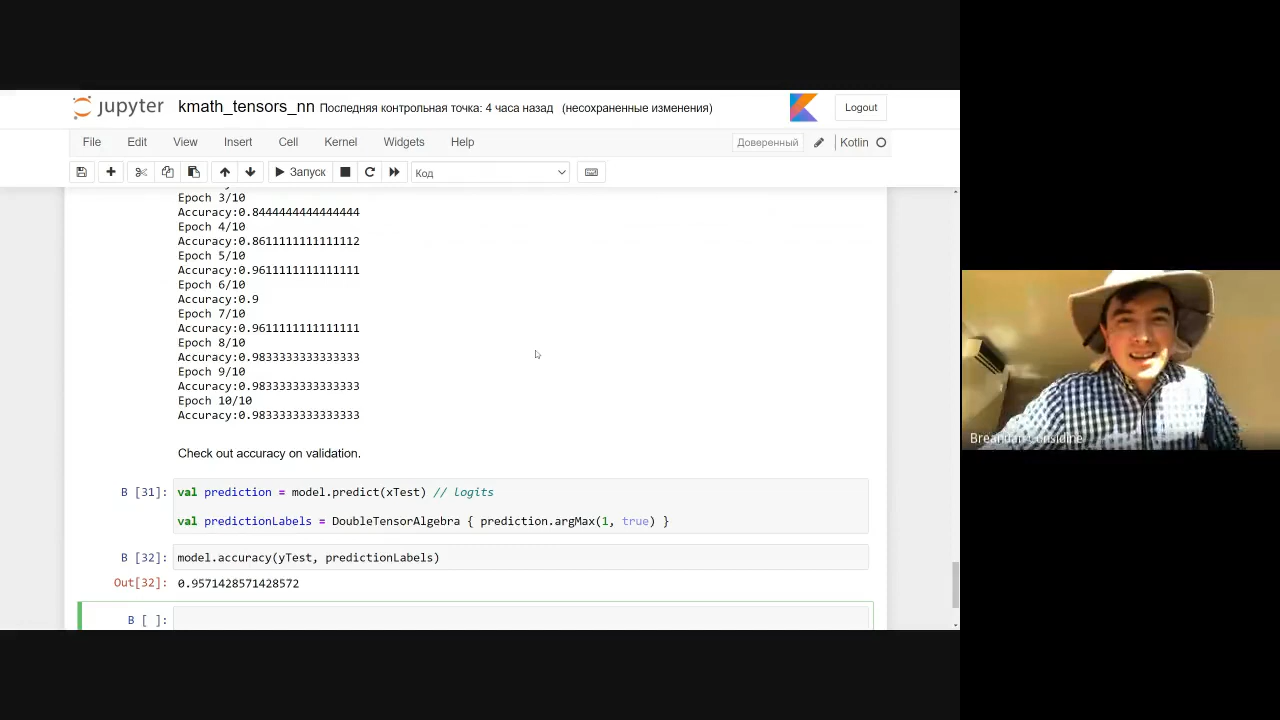 jupyter kmath_tensors_nn Последняя контрольная точка: 4 часа назад (несохраненные изменения) Logout
File Edit View Insert Cell Kernel Widgets Help Доверенный Kotlin
Запуск Код
Epoch 3/10
Accuracy:0.8444444444444444
Epoch 4/10
Accuracy:0.8611111111111112
Epoch 5/10
Accuracy:0.9611111111111111
Epoch 6/10
Accuracy:0.9
Epoch 7/10
Accuracy:0.9611111111111111
Epoch 8/10
Accuracy:0.9833333333333333
Epoch 9/10
Accuracy:0.9833333333333333
Epoch 10/10
Accuracy:0.9833333333333333
Check out accuracy on validation.
В [31]: val prediction = model.predict(xTest) // logits
val predictionLabels = DoubleTensorAlgebra { prediction.argMax(1, true) }
В [32]: model.accuracy(yTest, predictionLabels)
Out[32]: 0.9571428571428572
В [ ]:
Breandan Considine